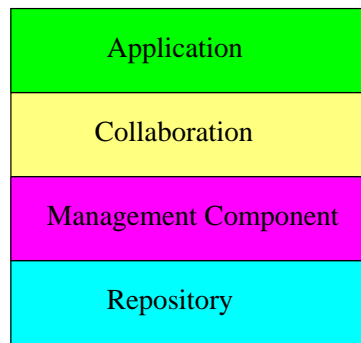 Application
Collaboration
Management Component
Repository